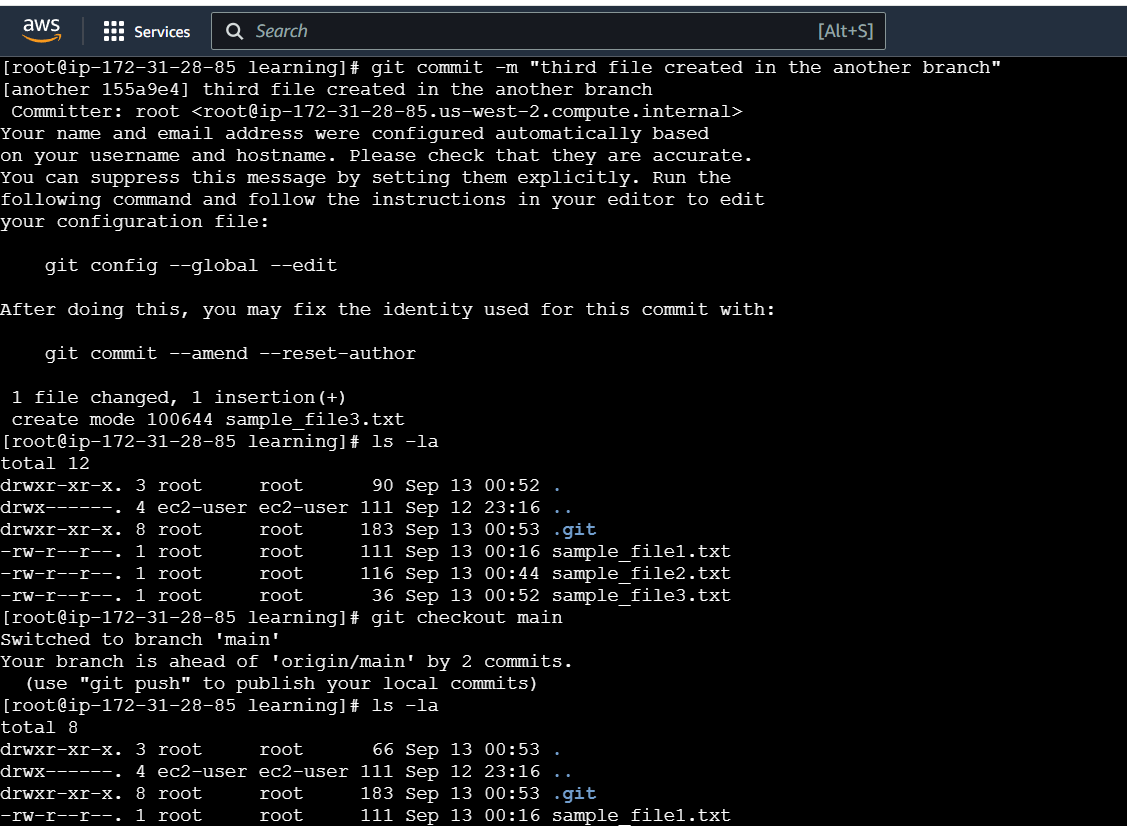 aws Services Search [Alt+S]
[root@ip-172-31-28-85 learning]# git commit -m "third file created in the another branch"
[another 155a9e4] third file created in the another branch
 Committer: root <root@ip-172-31-28-85.us-west-2.compute.internal>
Your name and email address were configured automatically based
on your username and hostname. Please check that they are accurate.
You can suppress this message by setting them explicitly. Run the
following command and follow the instructions in your editor to edit
your configuration file:

    git config --global --edit

After doing this, you may fix the identity used for this commit with:

    git commit --amend --reset-author

 1 file changed, 1 insertion(+)
 create mode 100644 sample_file3.txt
[root@ip-172-31-28-85 learning]# ls -la
total 12
drwxr-xr-x. 3 root     root      90 Sep 13 00:52 .
drwx------. 4 ec2-user ec2-user 111 Sep 12 23:16 ..
drwxr-xr-x. 8 root     root     183 Sep 13 00:53 .git
-rw-r--r--. 1 root     root     111 Sep 13 00:16 sample_file1.txt
-rw-r--r--. 1 root     root     116 Sep 13 00:44 sample_file2.txt
-rw-r--r--. 1 root     root      36 Sep 13 00:52 sample_file3.txt
[root@ip-172-31-28-85 learning]# git checkout main
Switched to branch 'main'
Your branch is ahead of 'origin/main' by 2 commits.
  (use "git push" to publish your local commits)
[root@ip-172-31-28-85 learning]# ls -la
total 8
drwxr-xr-x. 3 root     root      66 Sep 13 00:53 .
drwx------. 4 ec2-user ec2-user 111 Sep 12 23:16 ..
drwxr-xr-x. 8 root     root     183 Sep 13 00:53 .git
-rw-r--r--. 1 root     root     111 Sep 13 00:16 sample_file1.txt